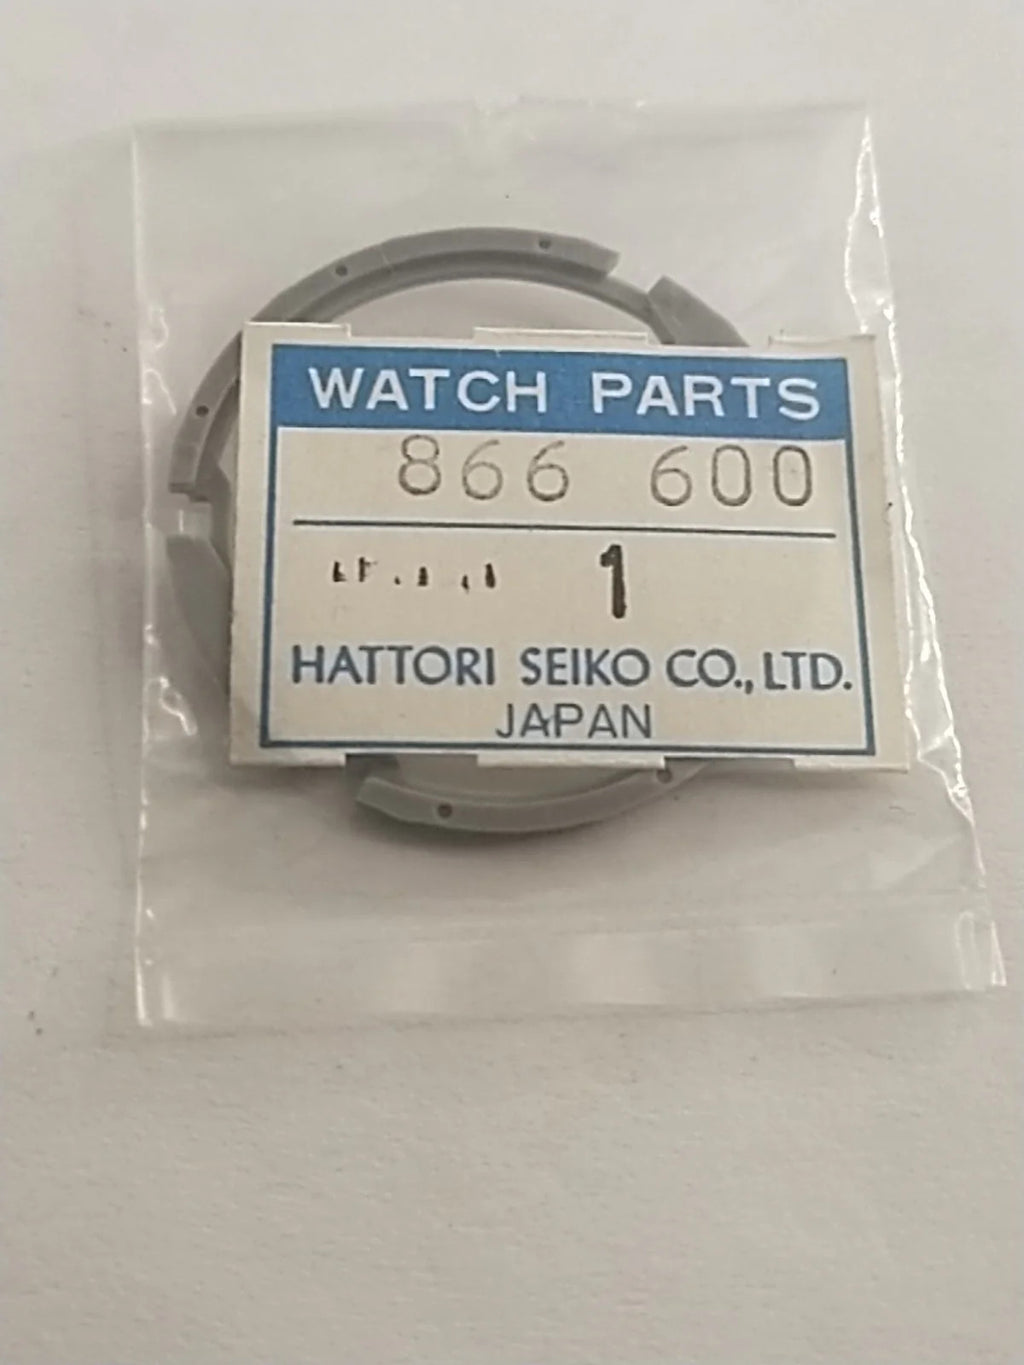 WATCH PARTS
866 600
1
HATTORI SEIKO CO., LTD.
JAPAN